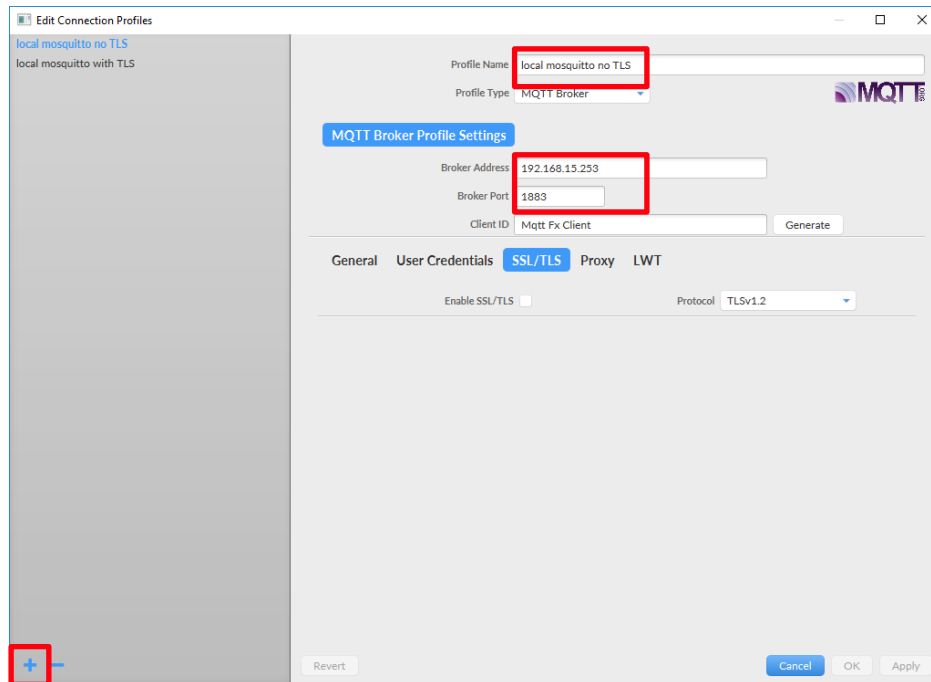 Edit Connection Profiles
local mosquitto no TLS
local mosquitto with TLS
Profile Name local mosquitto no TLS
Profile Type MQTT Broker
MQTT.ORG
MQTT Broker Profile Settings
Broker Address 192.168.15.253
Broker Port 1883
Client ID Mqtt Fx Client Generate
General User Credentials SSL/TLS Proxy LWT
Enable SSL/TLS Protocol TLSv1.2
Revert Cancel OK Apply